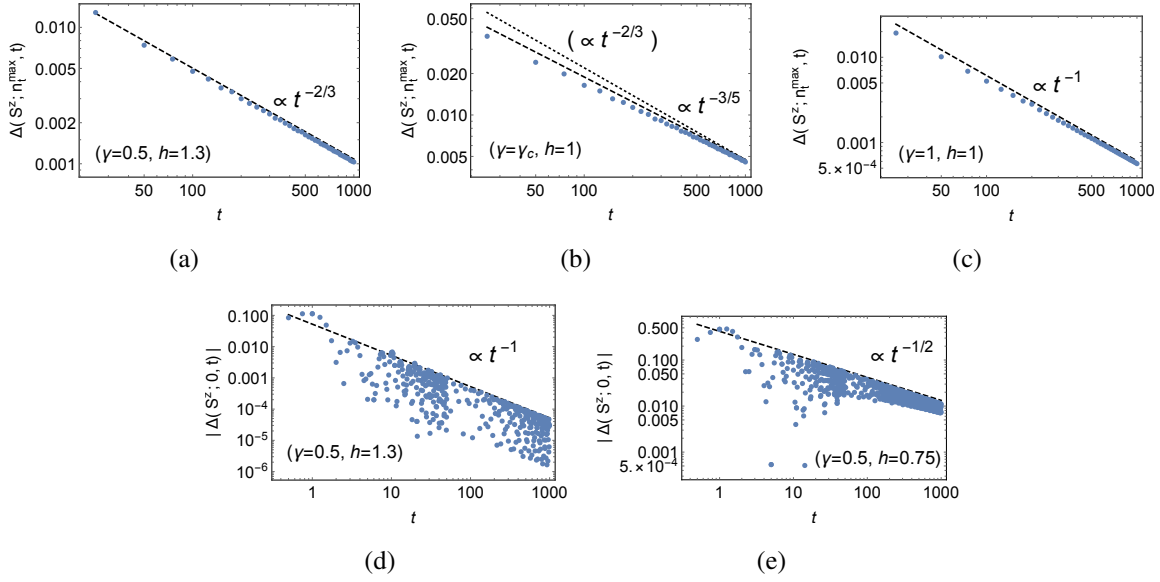 Δ( S^z; n_t^max, t)
0.010
0.005
0.002
0.001
∝ t^-2/3
(γ=0.5, h=1.3)
50 100 500 1000
t
(a)
Δ( S^z; n_t^max, t)
0.050
0.020
0.010
0.005
( ∝ t^-2/3 )
∝ t^-3/5
(γ=γ_c, h=1)
50 100 500 1000
t
(b)
Δ( S^z; n_t^max, t)
0.010
0.005
0.001
5.×10^-4
∝ t^-1
(γ=1, h=1)
50 100 500 1000
t
(c)
| Δ( S^z; 0, t) |
0.100
0.010
0.001
10^-4
10^-5
10^-6
∝ t^-1
(γ=0.5, h=1.3)
1 10 100 1000
t
(d)
| Δ( S^z; 0, t) |
0.500
0.100
0.050
0.010
0.005
0.001
5.×10^-4
∝ t^-1/2
(γ=0.5, h=0.75)
1 10 100 1000
t
(e)